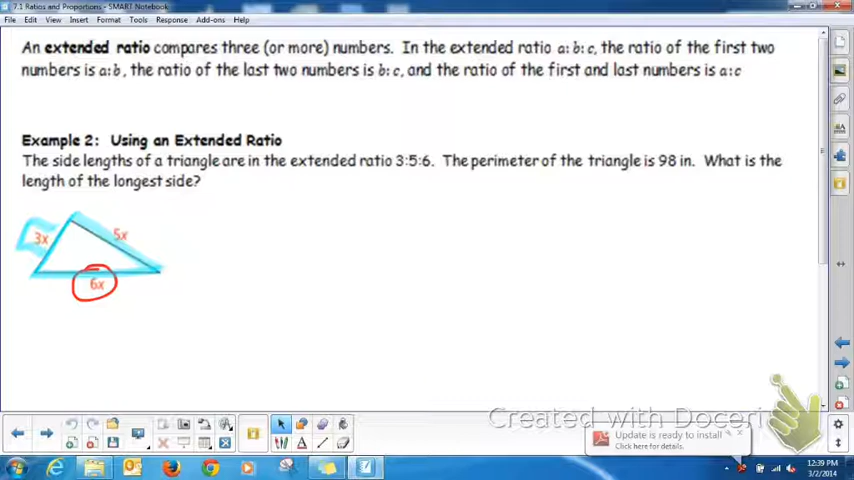 7.1 Ratios and Proportions - SMART Notebook
File Edit View Insert Format Tools Response Add-ons Help
An extended ratio compares three (or more) numbers. In the extended ratio a:b:c, the ratio of the first two
numbers is a:b, the ratio of the last two numbers is b:c, and the ratio of the first and last numbers is a:c
Example 2: Using an Extended Ratio
The side lengths of a triangle are in the extended ratio 3:5:6. The perimeter of the triangle is 98 in. What is the
length of the longest side?
3x
5x
6x
Created with Doceri
Update is ready to install
Click here for details.
12:39 PM
3/2/2014